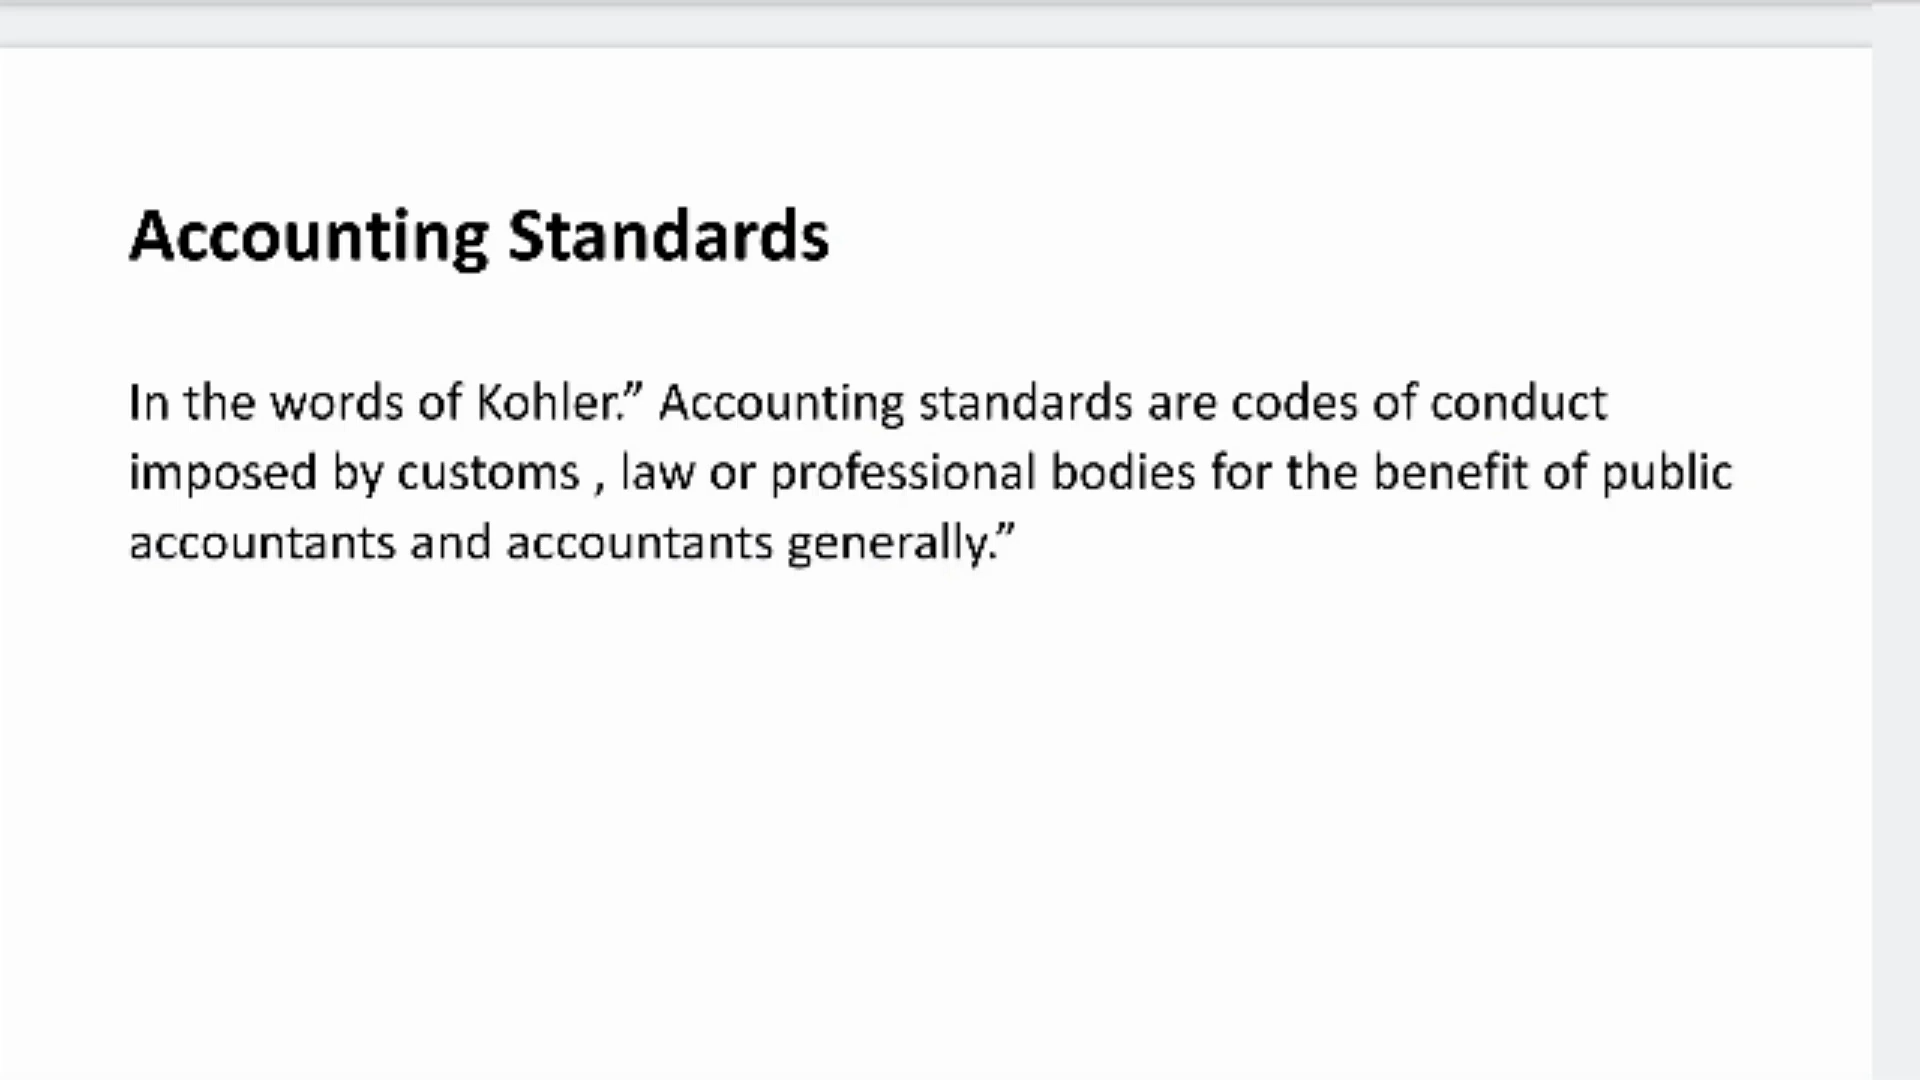 Accounting Standards
In the words of Kohler.” Accounting standards are codes of conduct
imposed by customs , law or professional bodies for the benefit of public
accountants and accountants generally.”